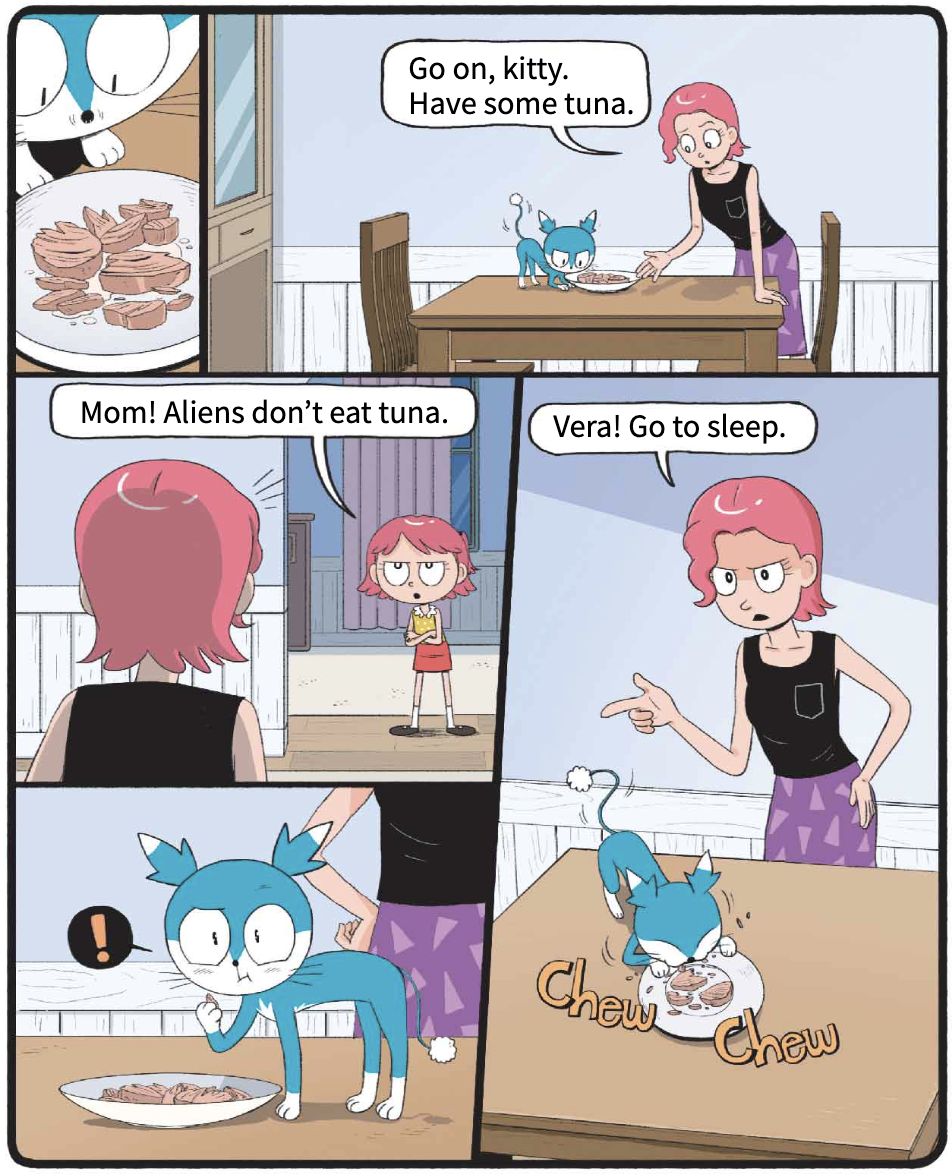 Go on, kitty.
Have some tuna.
Mom! Aliens don’t eat tuna.
!
Vera! Go to sleep.
Chew
Chew